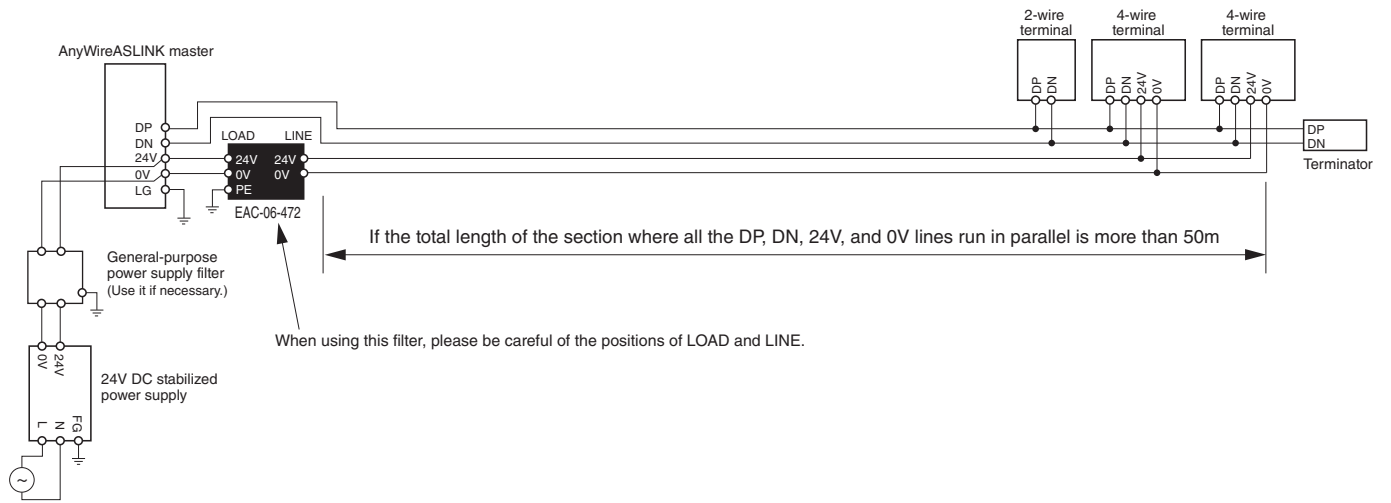 2-wire
terminal
4-wire
terminal
4-wire
terminal
AnyWireASLINK master
DP
DN
24V
0V
LG
LOAD
LINE
24V
0V
PE
24V
0V
EAC-06-472
DP
DN
DP
DN
24V
0V
DP
DN
24V
0V
DP
DN
Terminator
If the total length of the section where all the DP, DN, 24V, and 0V lines run in parallel is more than 50m
General-purpose
power supply filter
(Use it if necessary.)
When using this filter, please be careful of the positions of LOAD and LINE.
0V
24V
24V DC stabilized
power supply
L
N
FG
~